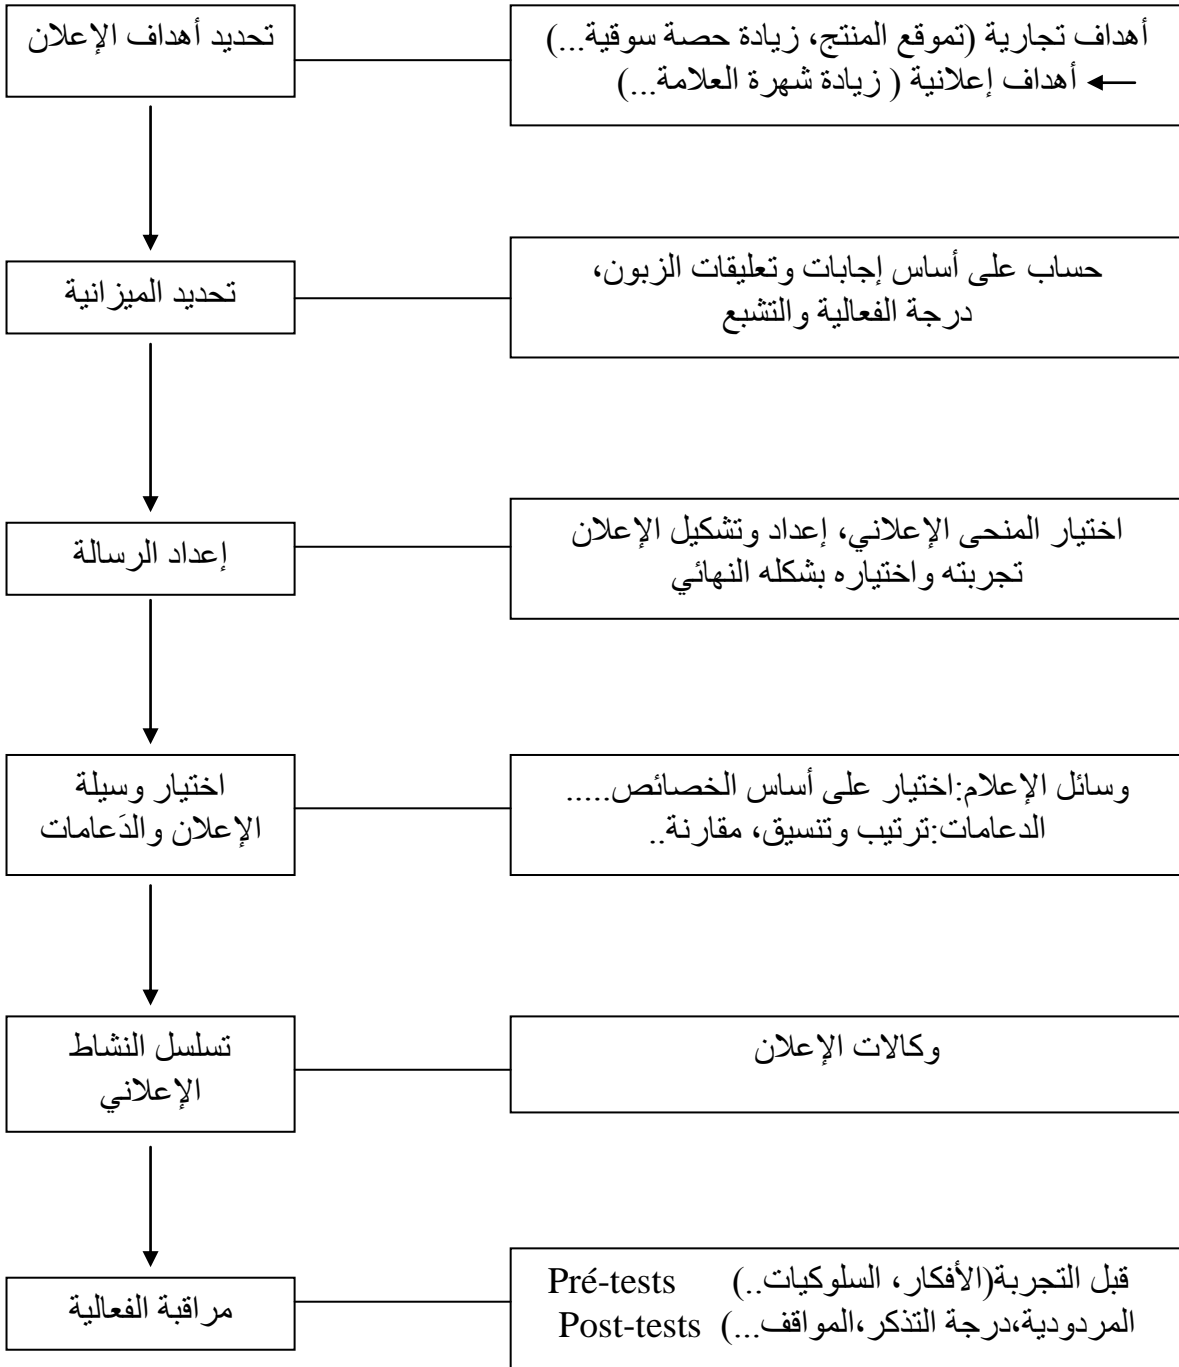 تحديد أهداف الإعلان
أهداف تجارية (تموقع المنتج، زيادة حصة سوقية...)
← أهداف إعلانية ( زيادة شهرة العلامة...)
تحديد الميزانية
حساب على أساس إجابات وتعليقات الزبون،
درجة الفعالية والتشبع
إعداد الرسالة
اختيار المنحى الإعلاني، إعداد وتشكيل الإعلان
تجربته واختياره بشكله النهائي
اختيار وسيلة
الإعلان والدَعامات
وسائل الإعلام:اختيار على أساس الخصائص.....
الدعامات:ترتيب وتنسيق، مقارنة..
تسلسل النشاط
الإعلاني
وكالات الإعلان
مراقبة الفعالية
قبل التجربة(الأفكار، السلوكيات..) Pré-tests
المردودية،درجة التذكر،المواقف...) Post-tests